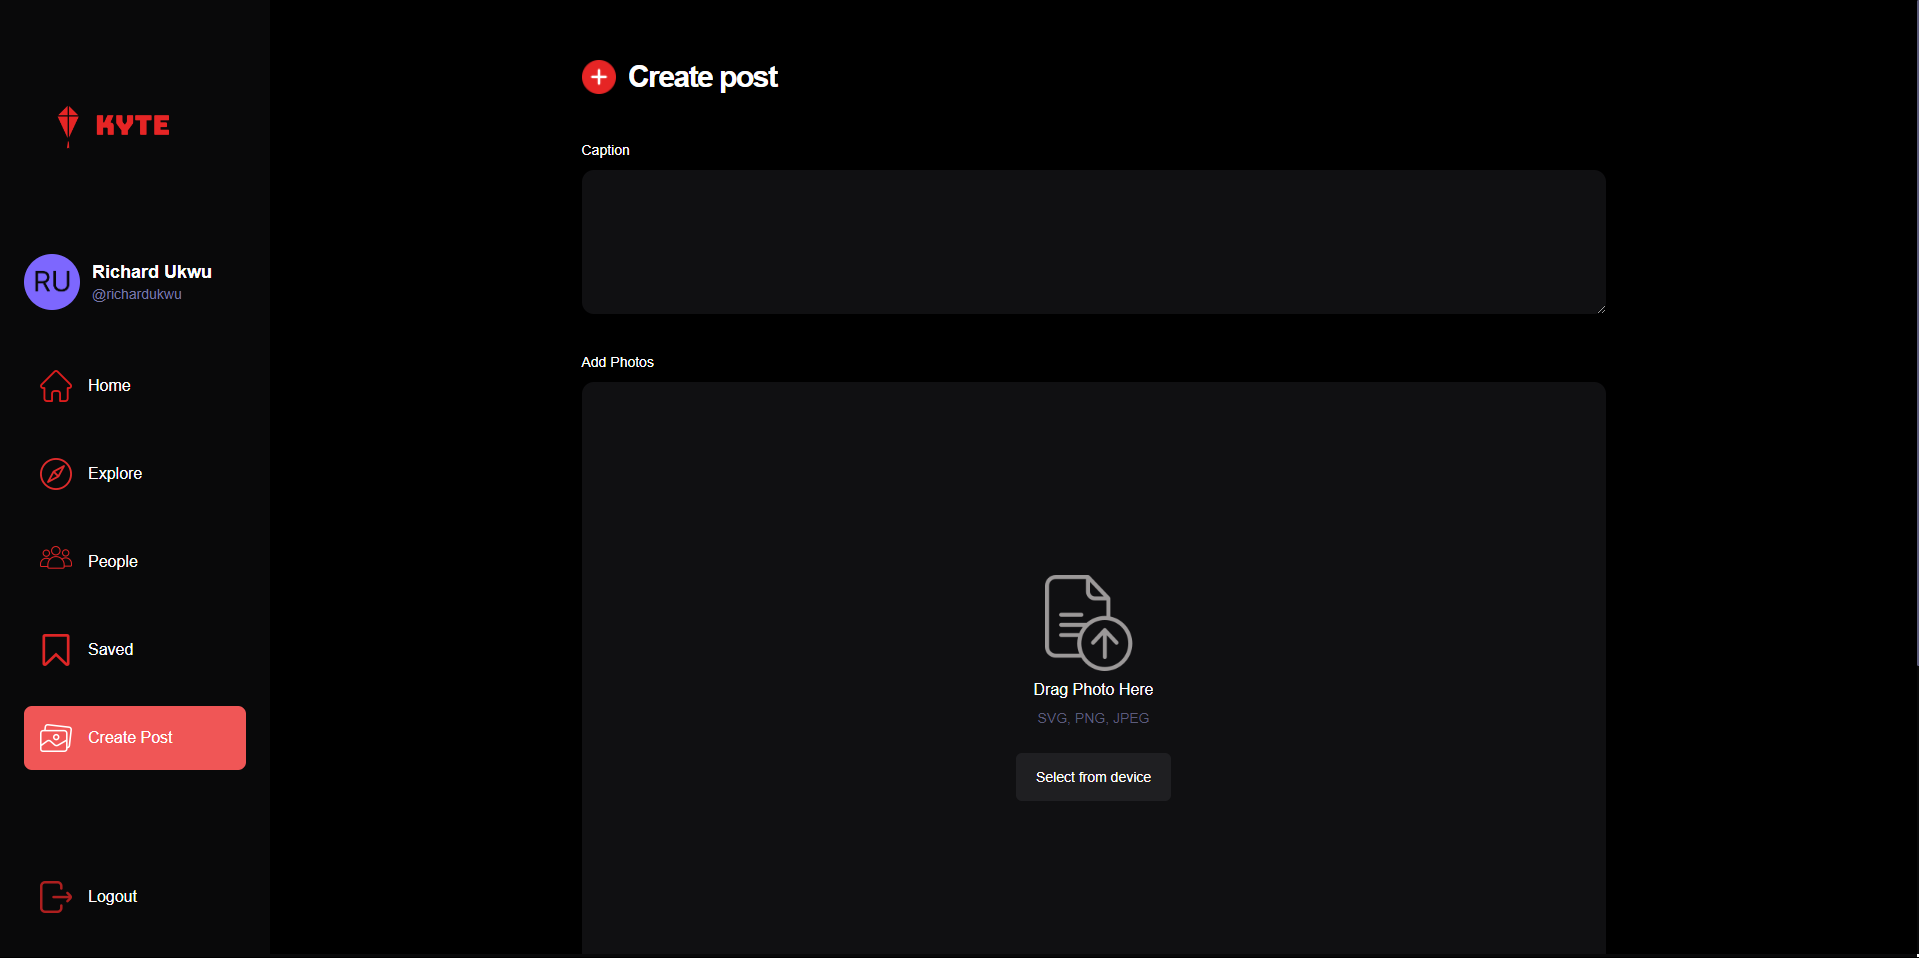 KYTE
RU
Richard Ukwu
@richardukwu
Home
Explore
People
Saved
Create Post
Logout
Create post
Caption
Add Photos
Drag Photo Here
SVG, PNG, JPEG
Select from device